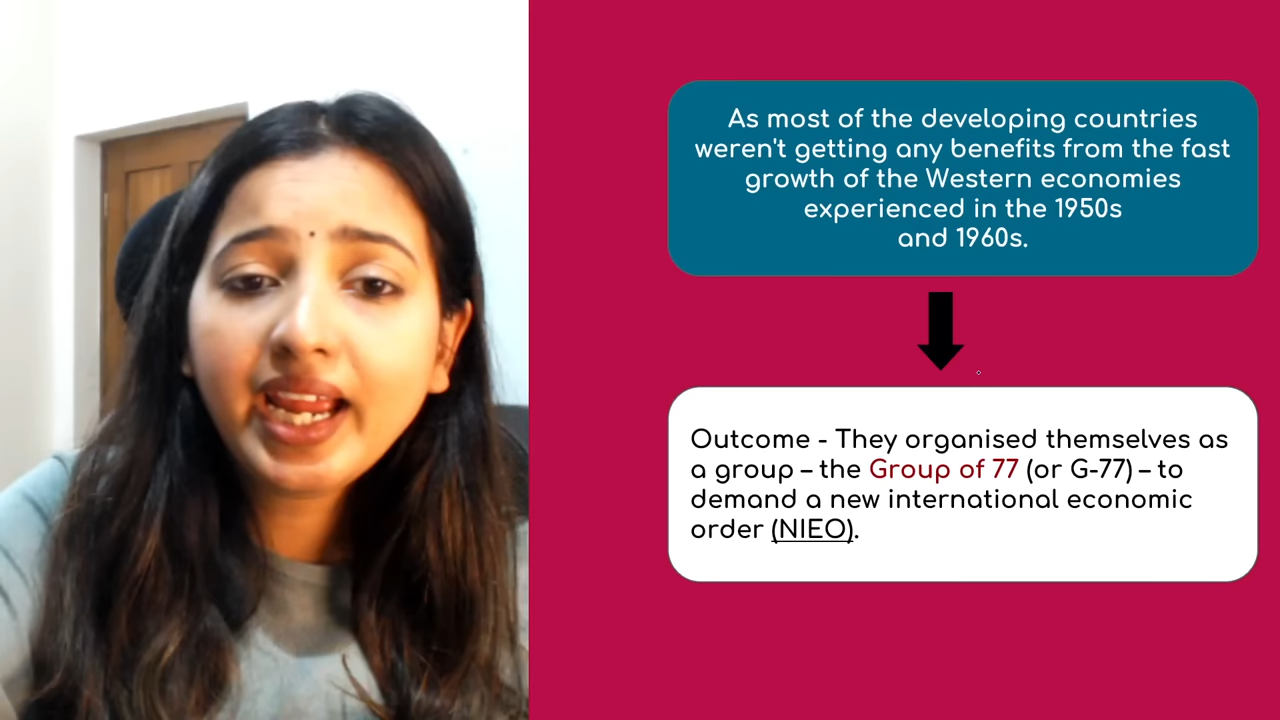 As most of the developing countries
weren't getting any benefits from the fast
growth of the Western economies
experienced in the 1950s
and 1960s.
Outcome - They organised themselves as
a group – the Group of 77 (or G-77) – to
demand a new international economic
order (NIEO).